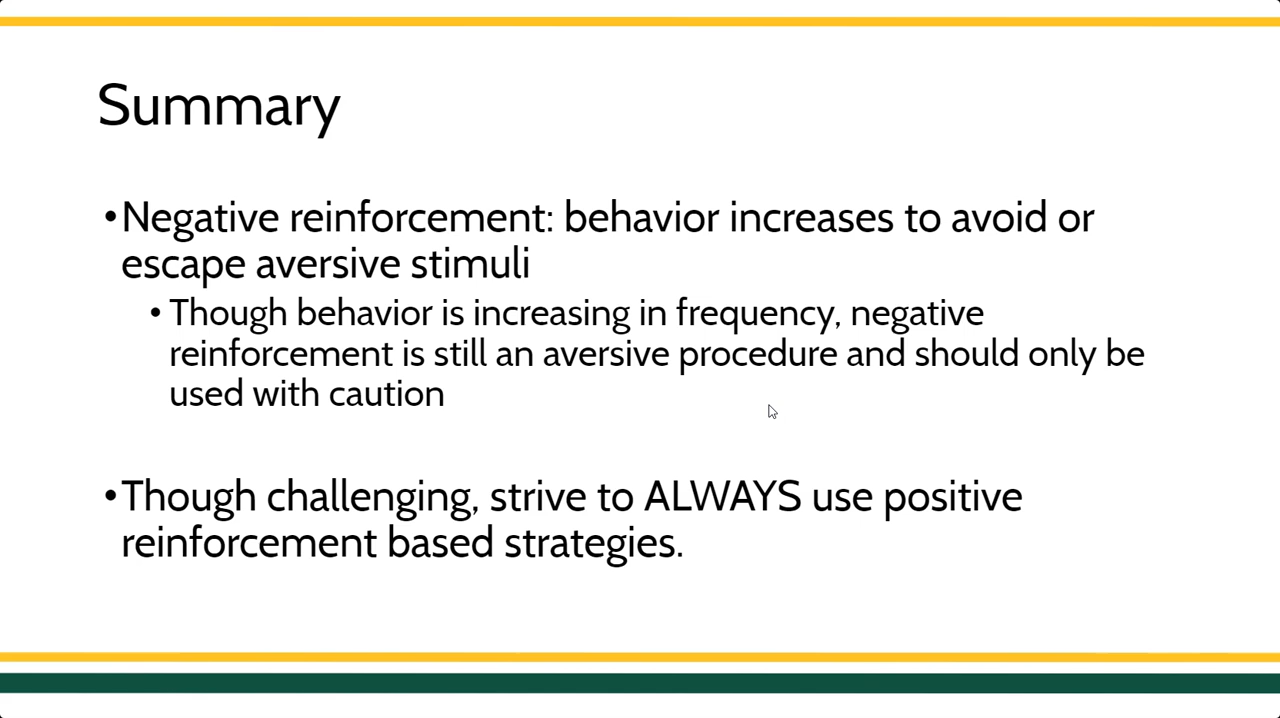 Summary
•Negative reinforcement: behavior increases to avoid or
escape aversive stimuli
• Though behavior is increasing in frequency, negative
reinforcement is still an aversive procedure and should only be
used with caution
•Though challenging, strive to ALWAYS use positive
reinforcement based strategies.